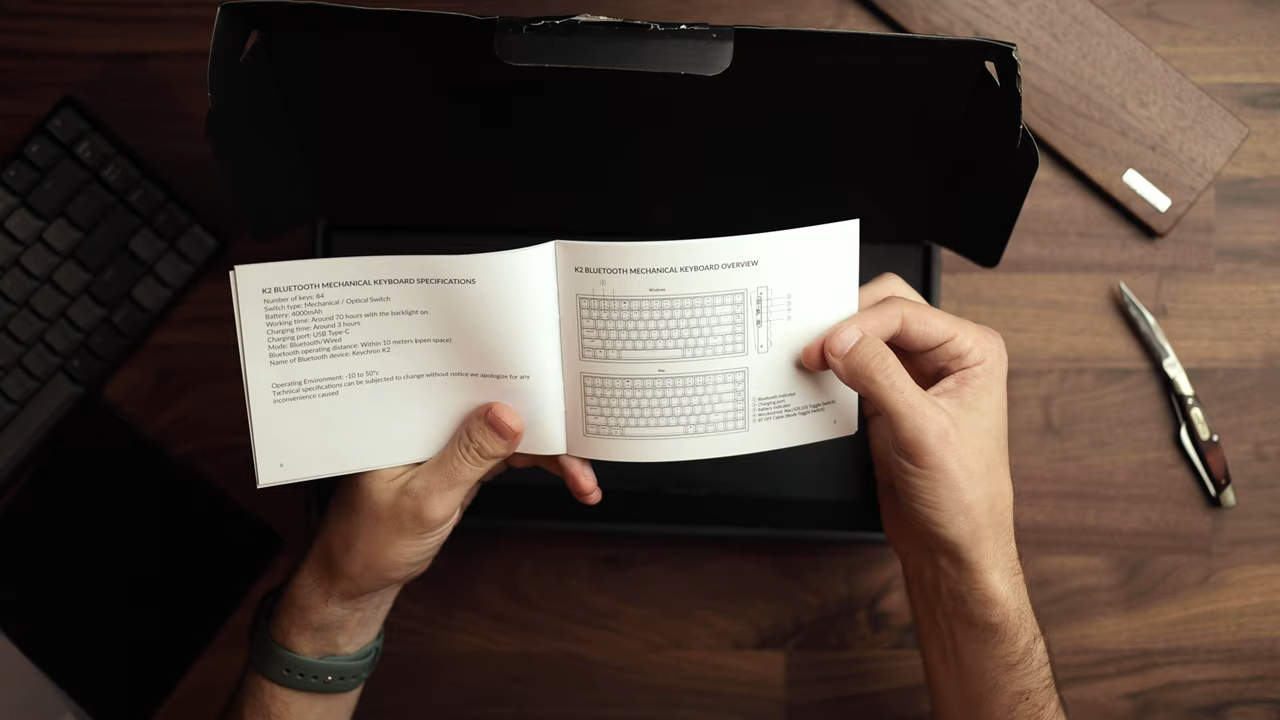 K2 BLUETOOTH MECHANICAL KEYBOARD SPECIFICATIONS
Number of keys: 84
Switch type: Mechanical / Optical Switch
Battery: 4000mAh
Working time: Around 70 hours with the backlight on.
Charging time: Around 3 hours
Charging port: USB Type-C
Mode: Bluetooth/Wired
Bluetooth operating distance: Within 10 meters (open space)
Name of Bluetooth device: Keychron K2
Operating Environment: -10 to 50°c
Technical specifications can be subjected to change without notice we apologize for any
inconvenience caused
K2 BLUETOOTH MECHANICAL KEYBOARD OVERVIEW
Windows
Mac
① Bluetooth indicator
② Charging port
③ Battery indicator
④ Win/Android Mac/iOS (OS Toggle Switch)
⑤ BT OFF Cable (Mode Toggle Switch)